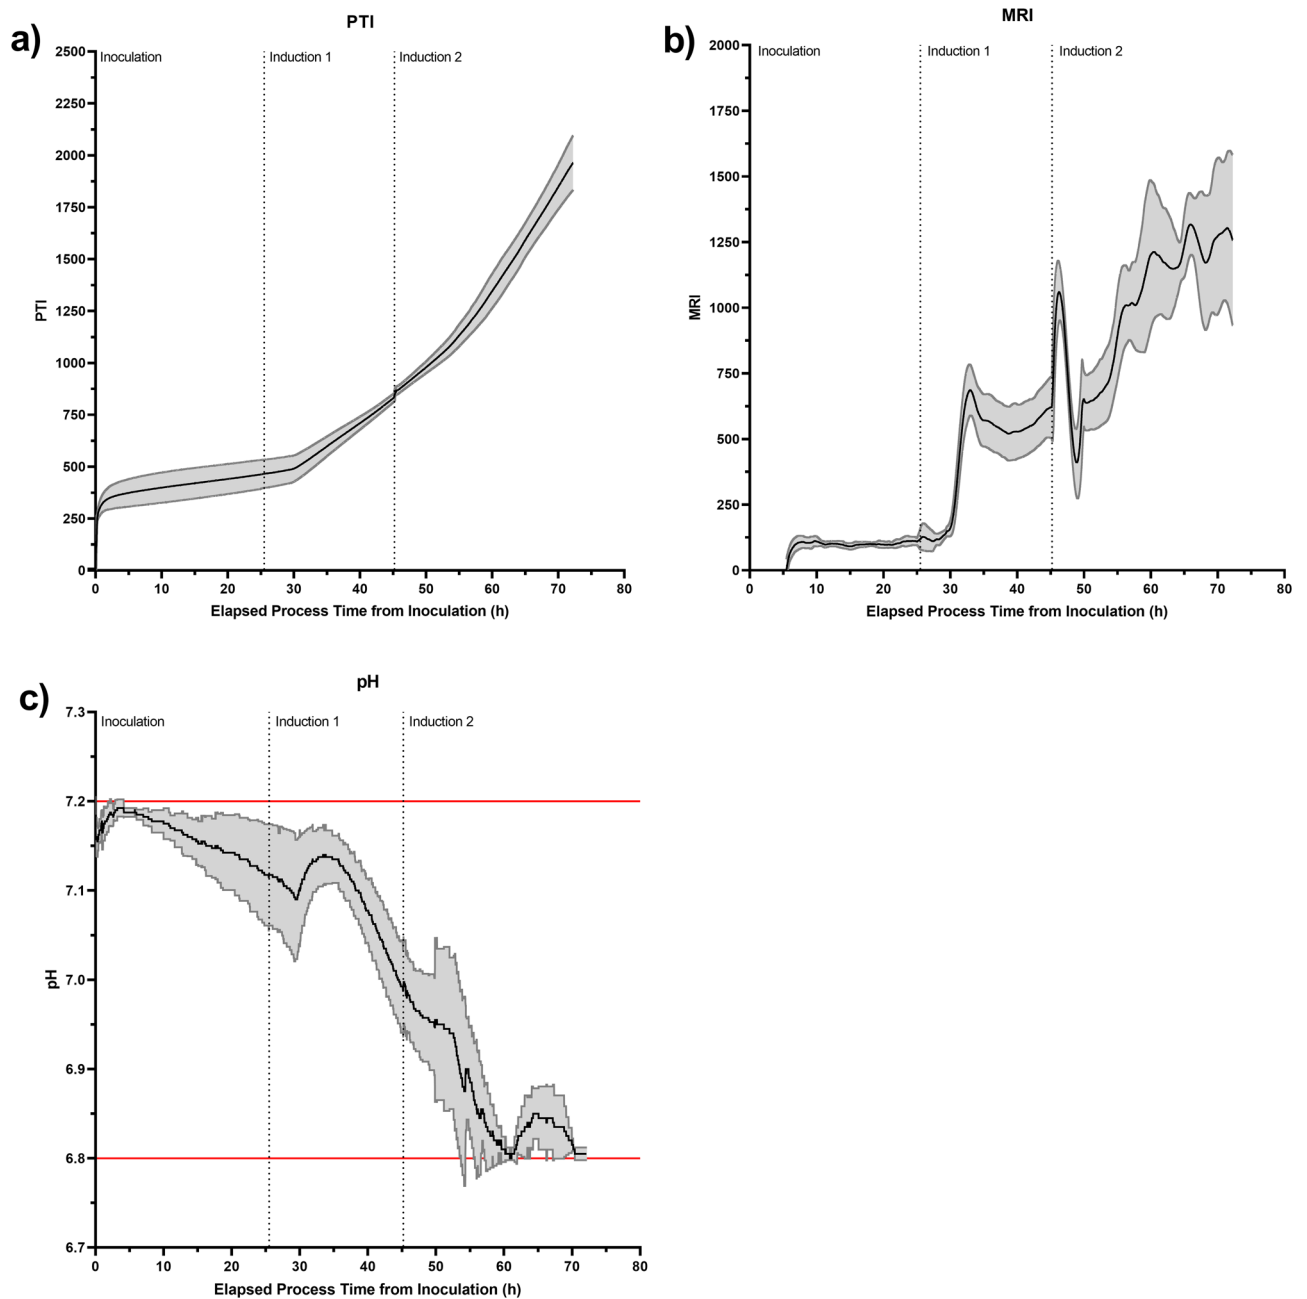 a)
PTI
2500
2250
2000
1750
1500
1250
1000
750
500
250
0
PTI
Inoculation
Induction 1
Induction 2
0 10 20 30 40 50 60 70 80
Elapsed Process Time from Inoculation (h)
b)
MRI
2000
1750
1500
1250
1000
750
500
250
0
MRI
Inoculation
Induction 1
Induction 2
0 10 20 30 40 50 60 70 80
Elapsed Process Time from Inoculation (h)
c)
pH
7.3
7.2
7.1
7.0
6.9
6.8
6.7
pH
Inoculation
Induction 1
Induction 2
0 10 20 30 40 50 60 70 80
Elapsed Process Time from Inoculation (h)